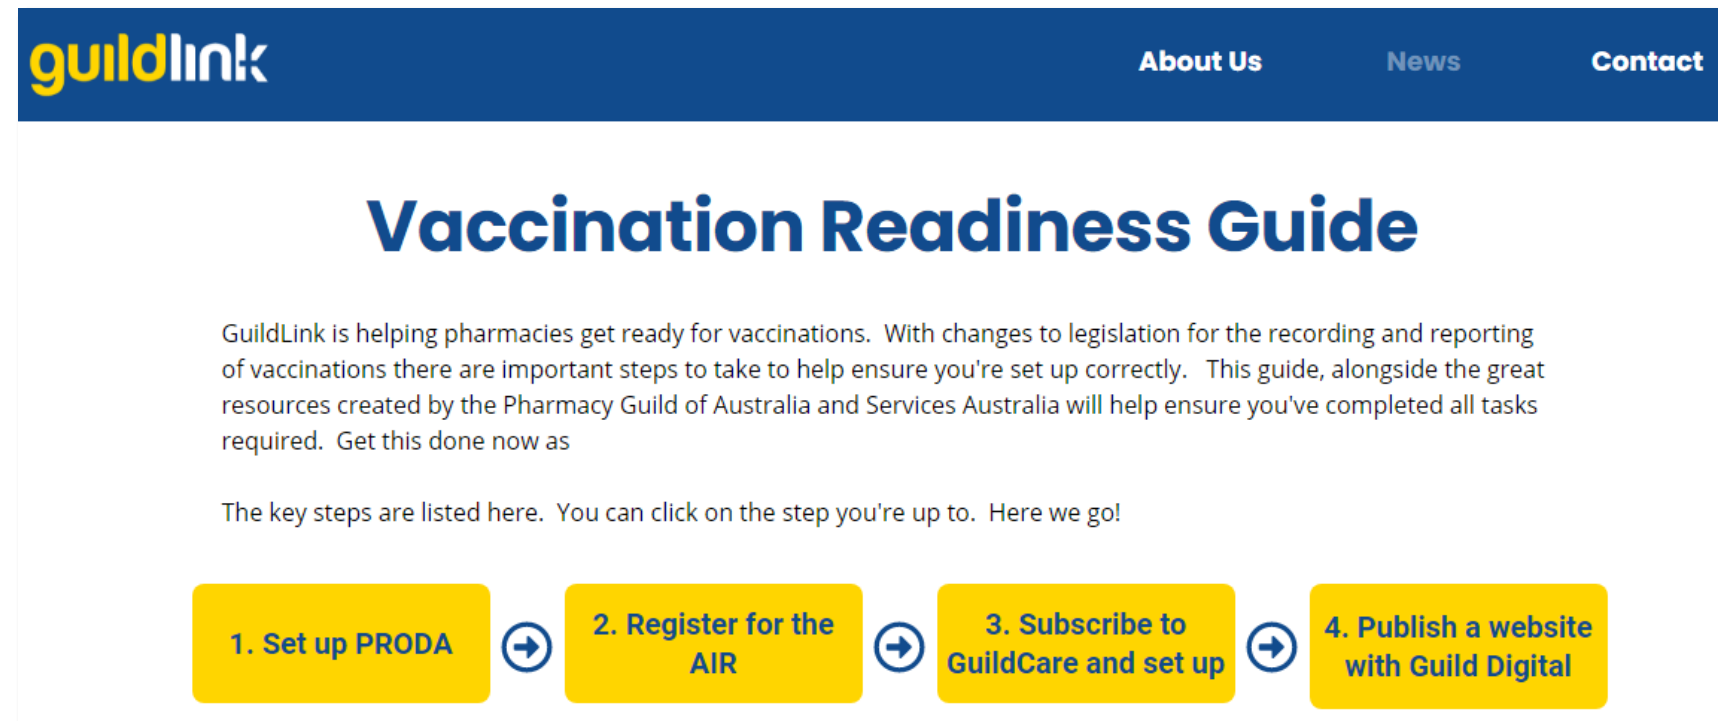 guildlink
About Us News Contact
Vaccination Readiness Guide
GuildLink is helping pharmacies get ready for vaccinations.  With changes to legislation for the recording and reporting
of vaccinations there are important steps to take to help ensure you're set up correctly.   This guide, alongside the great
resources created by the Pharmacy Guild of Australia and Services Australia will help ensure you've completed all tasks
required.  Get this done now as
The key steps are listed here.  You can click on the step you're up to.  Here we go!
1. Set up PRODA
2. Register for the
AIR
3. Subscribe to
GuildCare and set up
4. Publish a website
with Guild Digital